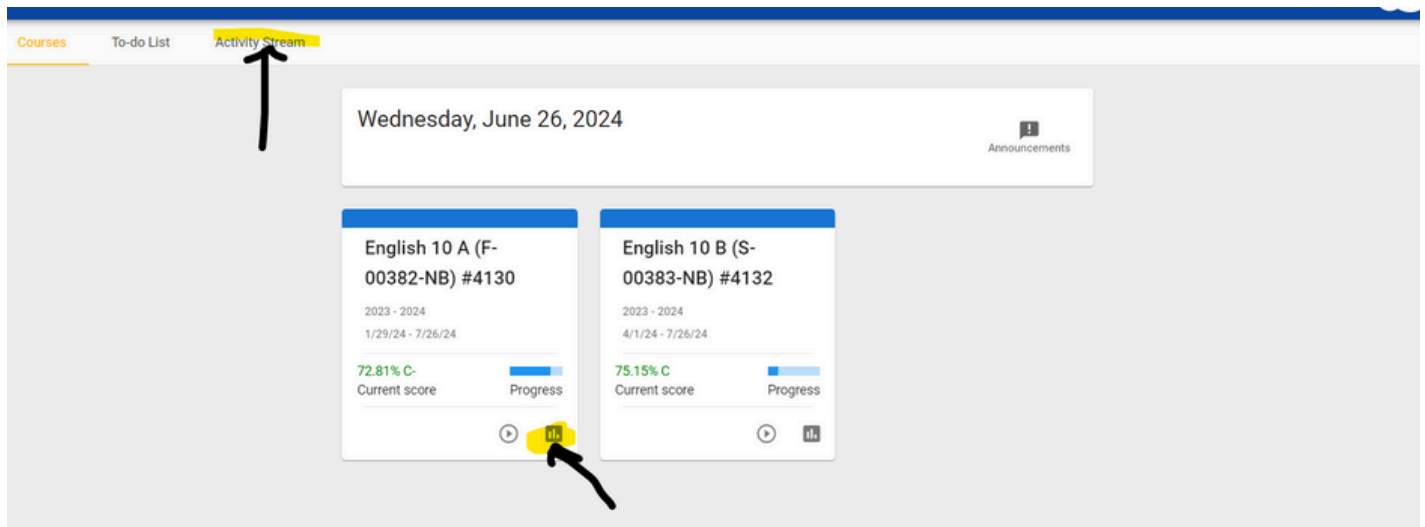 Courses To-do List Activity Stream
Wednesday, June 26, 2024
Announcements
English 10 A (F-
00382-NB) #4130
2023 - 2024
1/29/24 - 7/26/24
72.81% C-
Current score Progress
English 10 B (S-
00383-NB) #4132
2023 - 2024
4/1/24 - 7/26/24
75.15% C
Current score Progress